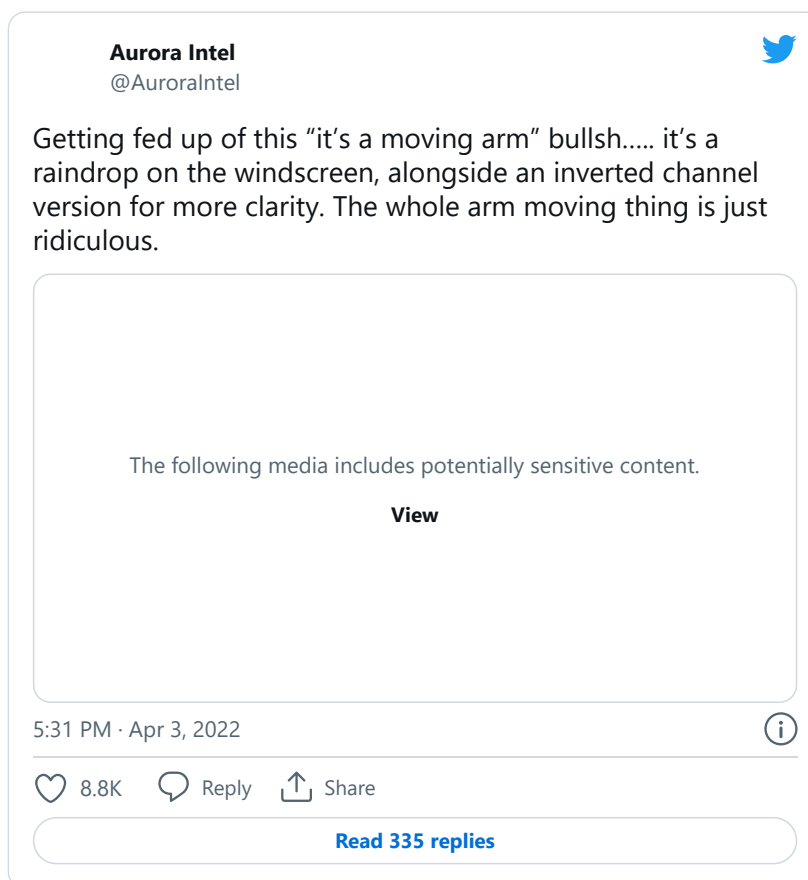 Aurora Intel
@AuroraIntel
Getting fed up of this “it’s a moving arm” bullsh..... it’s a
raindrop on the windscreen, alongside an inverted channel
version for more clarity. The whole arm moving thing is just
ridiculous.
The following media includes potentially sensitive content.
View
5:31 PM · Apr 3, 2022
8.8K Reply Share
Read 335 replies